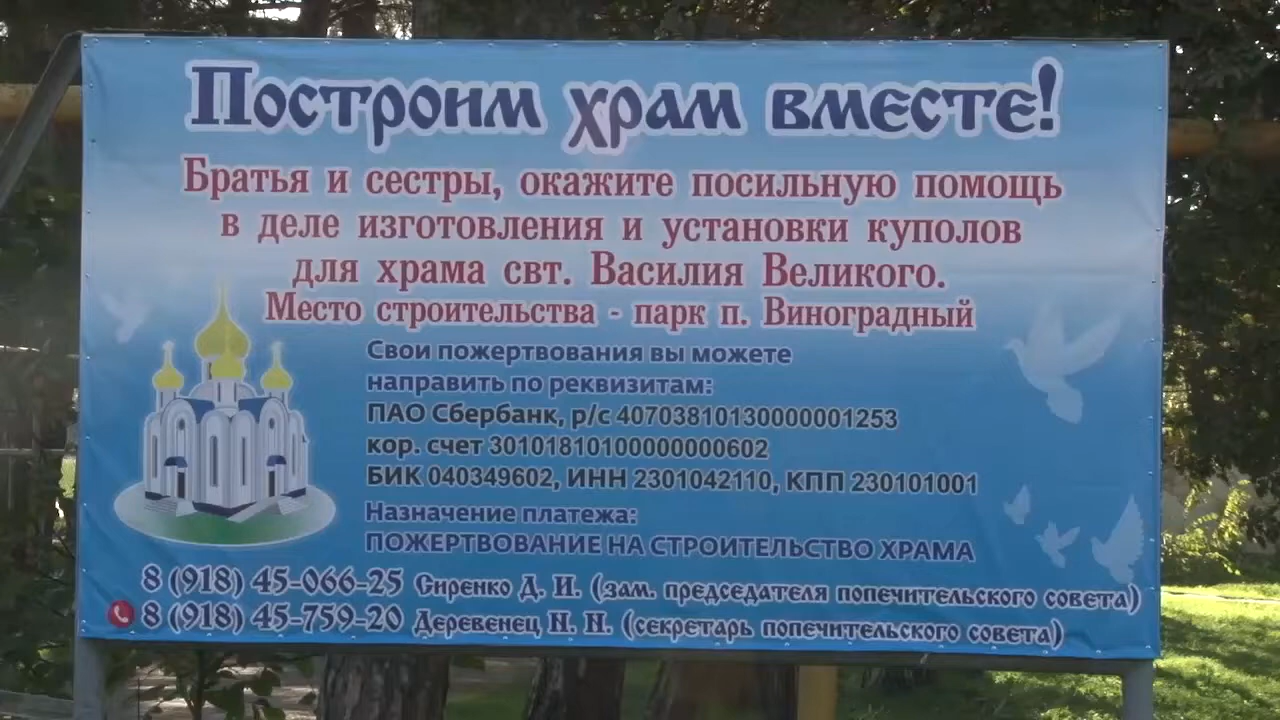 Построим храм вместе!
Братья и сестры, окажите посильную помощь
в деле изготовления и установки куполов
для храма свт. Василия Великого.
Место строительства - парк п. Виноградный
Свои пожертвования вы можете
направить по реквизитам:
ПАО Сбербанк, р/с 40703810130000001253
кор. счет 30101810100000000602
БИК 040349602, ИНН 2301042110, КПП 230101001
Назначение платежа:
ПОЖЕРТВОВАНИЕ НА СТРОИТЕЛЬСТВО ХРАМА
8 (918) 45-066-25 Сиренко Д. И. (зам. председателя попечительского совета)
8 (918) 45-759-20 Деревенец Н. Н. (секретарь попечительского совета)